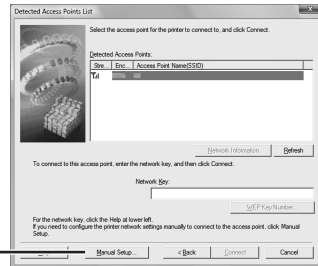 Detected Access Points List
Select the access point for the printer to connect to, and click Connect.
Detected Access Points:
Stre... Enc... Access Point Name(SSID)
Network Information Refresh
To connect to this access point, enter the network key, and then click Connect.
Network Key:
WEP Key Number...
For the network key, click the Help at lower left.
If you need to configure the printer network settings manually to connect to the access point, click Manual Setup.
Manual Setup... < Back Connect Cancel